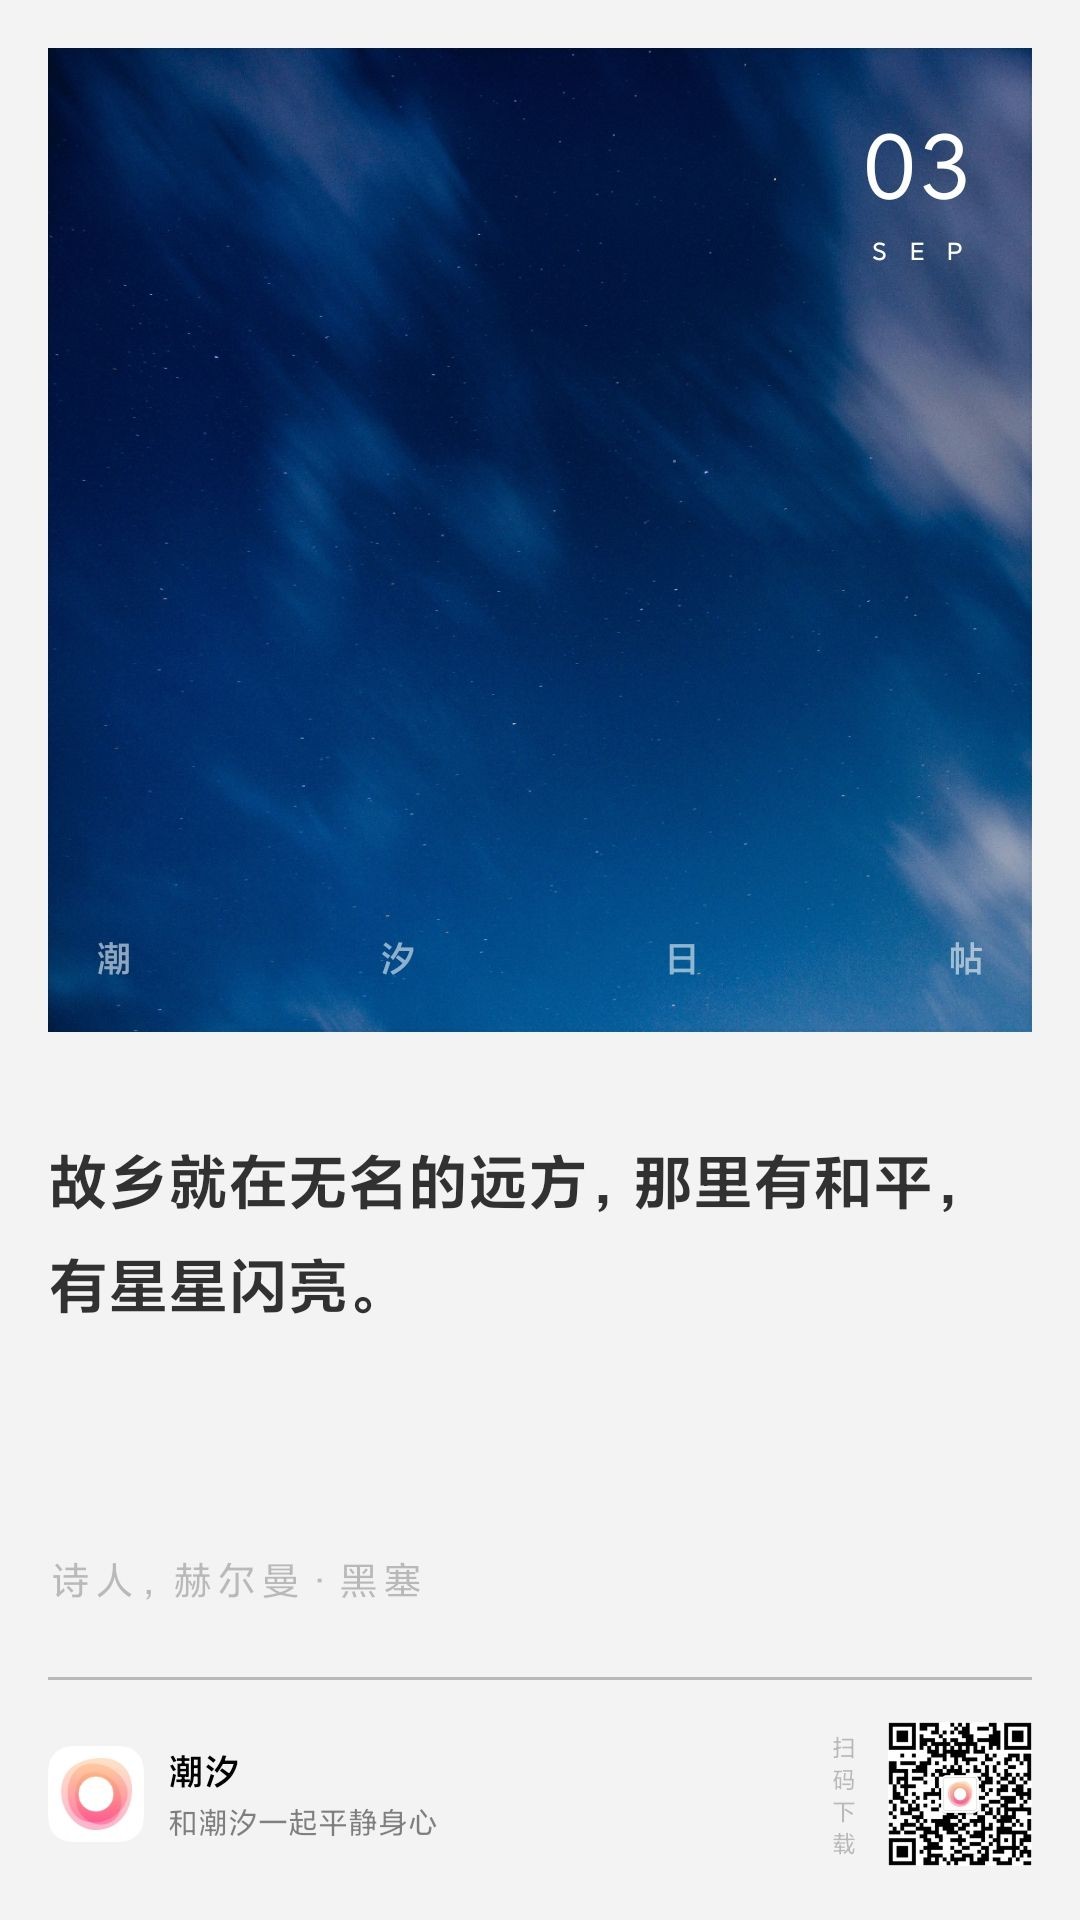 03
SEP
潮汐日帖
故乡就在无名的远方，那里有和平，
有星星闪亮。
诗人，赫尔曼·黑塞
潮汐
和潮汐一起平静身心
扫码下载